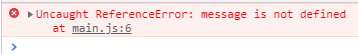 Uncaught ReferenceError: message is not defined
at main.js:6